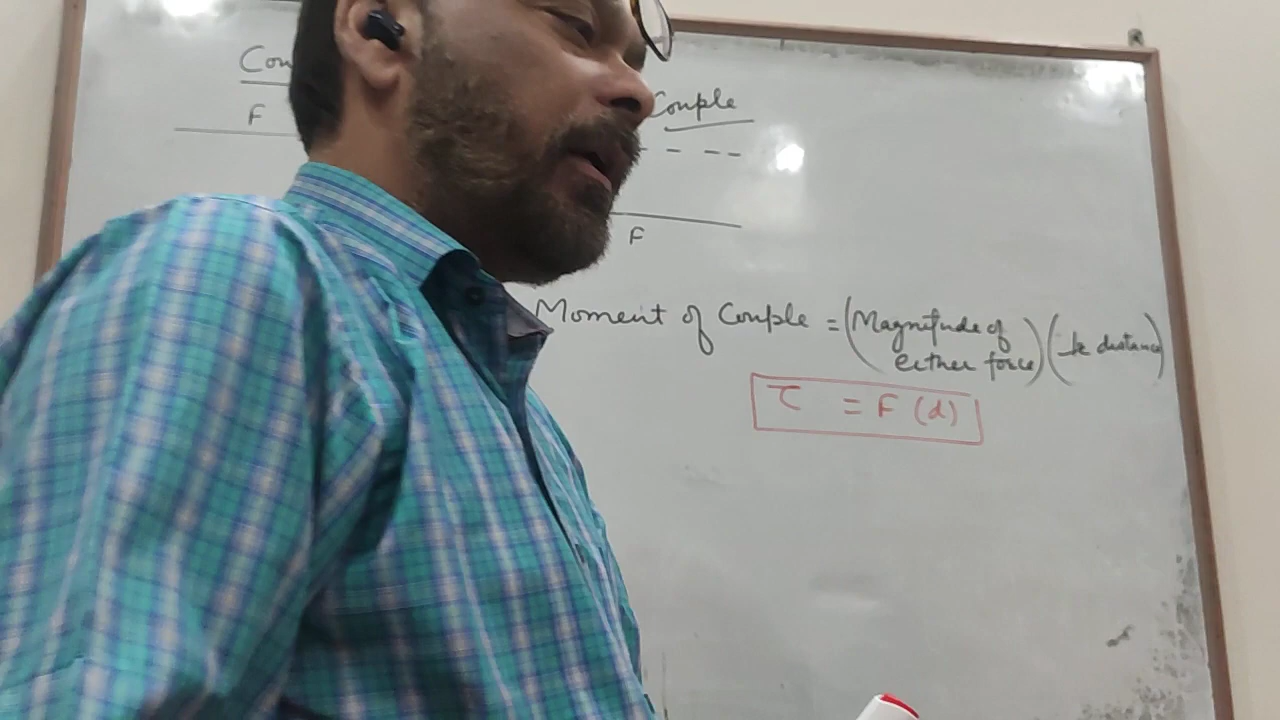 Couple
F
F
Moment of Couple = (Magnitude of either force) (⊥r distance)
τ = F (d)